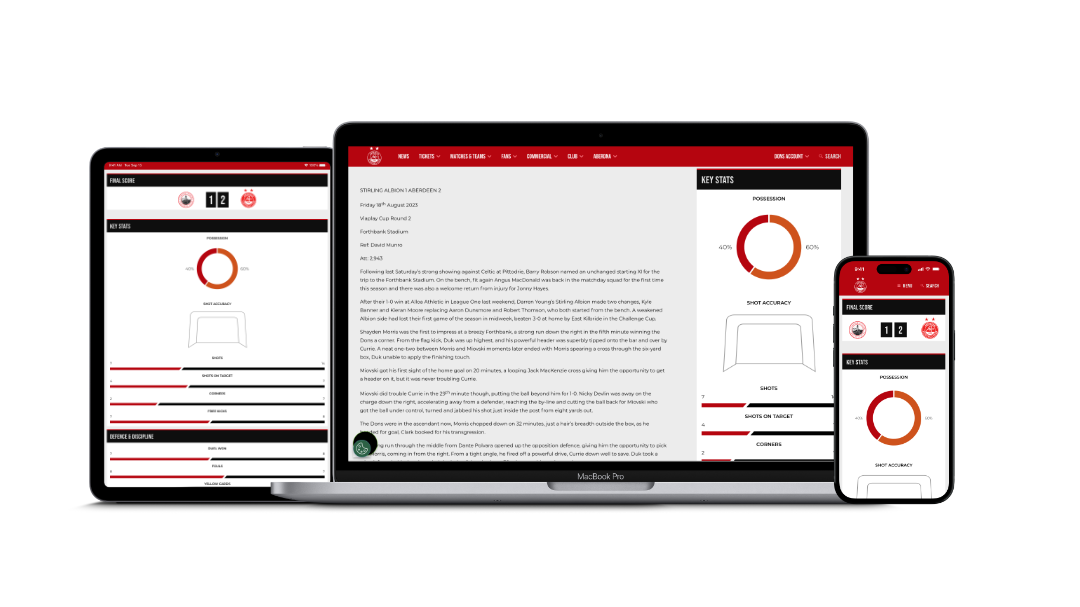 9:41 AM Tue Sep 15
100%
FINAL SCORE
1 2
KEY STATS
POSSESSION
40%
60%
SHOT ACCURACY
SHOTS
SHOTS ON TARGET
CORNERS
FREE KICKS
DEFENCE & DISCIPLINE
FOULS
YELLOW CARDS
NEWS TICKETS MATCHES & TEAMS FANS COMMERCIAL CLUB ABERDNA DONS ACCOUNT SEARCH
STIRLING ALBION 1 ABERDEEN 2
Friday 18th August 2023
Viaplay Cup Round 2
Forthbank Stadium
Ref: David Munro
Att: 2,943
Following last Saturday's strong showing against Celtic at Pittodrie, Barry Robson named an unchanged starting XI for the
trip to the Forthbank Stadium. On the bench, fit again Angus MacDonald was back in the matchday squad for the first time
this season and there was also a welcome return from injury for Jonny Hayes.
After their 1-0 win at Alloa Athletic in League One last weekend, Darren Young's Stirling Albion made two changes, Kyle
Banner and Kieran Moore replacing Aaron Dunsmore and Robert Thomson, who both started from the bench. A weakened
Albion side had lost their first game of the season in midweek, beaten 3-0 at home by East Kilbride in the Challenge Cup.
Shayden Morris was the first to impress at a breezy Forthbank, a strong run down the right in the fifth minute winning the
Dons a corner. From the flag kick, Duk was up highest, and his powerful header was superbly tipped onto the bar and over by
Currie. A neat one-two between Morris and Miovski moments later ended with Morris spearing a cross through the six-yard
box, Duk unable to apply the finishing touch.
Miovski got his first sight of the home goal on 20 minutes, a looping Jack MacKenzie cross giving him the opportunity to get
a header on it, but it was never troubling Currie.
Miovski did trouble Currie in the 23rd minute though, putting the ball beyond him for 1-0. Nicky Devlin was away on the
charge down the right, accelerating away from a defender, reaching the by-line and cutting the ball back for Miovski who
got the ball under control, turned and jabbed his shot just inside the post from eight yards out.
The Dons were in the ascendant now, Morris chopped down on 32 minutes, just a hair's breadth outside the box, as he
headed for goal, Clark booked for his transgression.
run through the middle from Dante Polvara opened up the opposition defence, giving him the opportunity to pick
Morris, coming in from the right. From a tight angle, he fired off a powerful drive, Currie down well to save. Duk took a
KEY STATS
POSSESSION
40%
60%
SHOT ACCURACY
SHOTS
7
SHOTS ON TARGET
4
CORNERS
2
MacBook Pro
9:41
MENU SEARCH
FINAL SCORE
1 2
KEY STATS
POSSESSION
40%
60%
SHOT ACCURACY